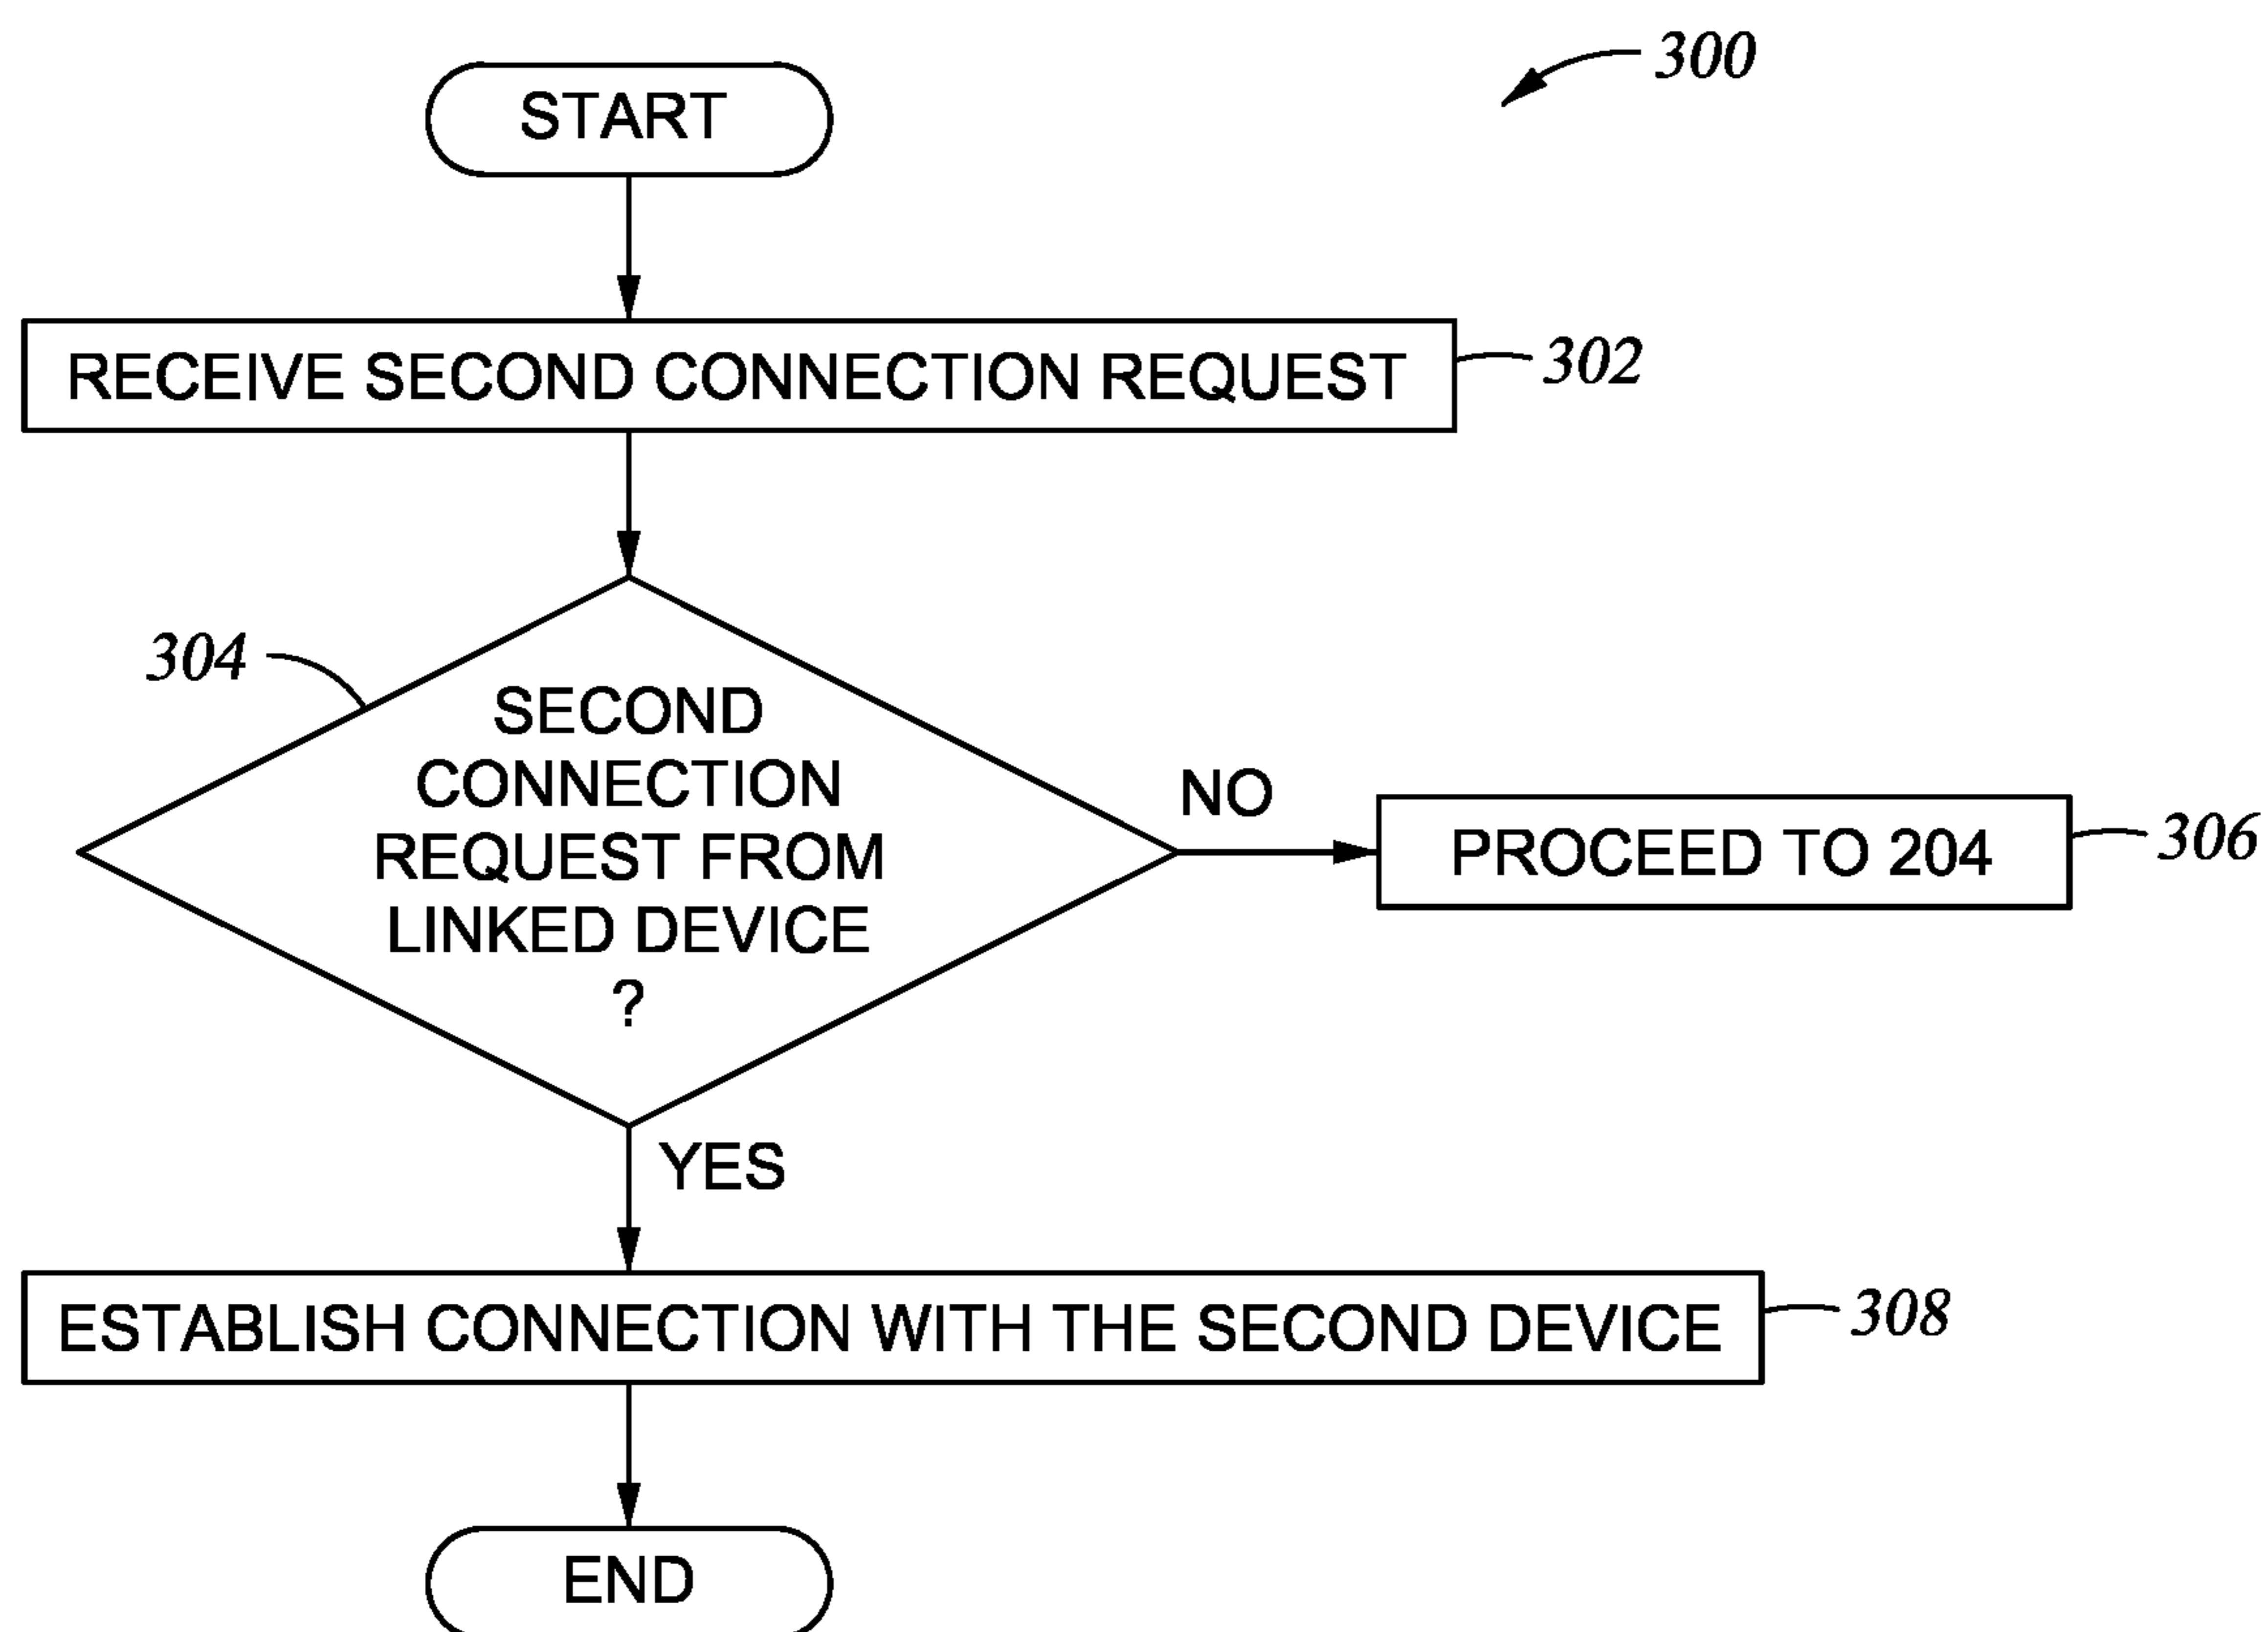 300
START
RECEIVE SECOND CONNECTION REQUEST
302
304
SECOND
CONNECTION
REQUEST FROM
LINKED DEVICE
?
NO
PROCEED TO 204
306
YES
ESTABLISH CONNECTION WITH THE SECOND DEVICE
308
END